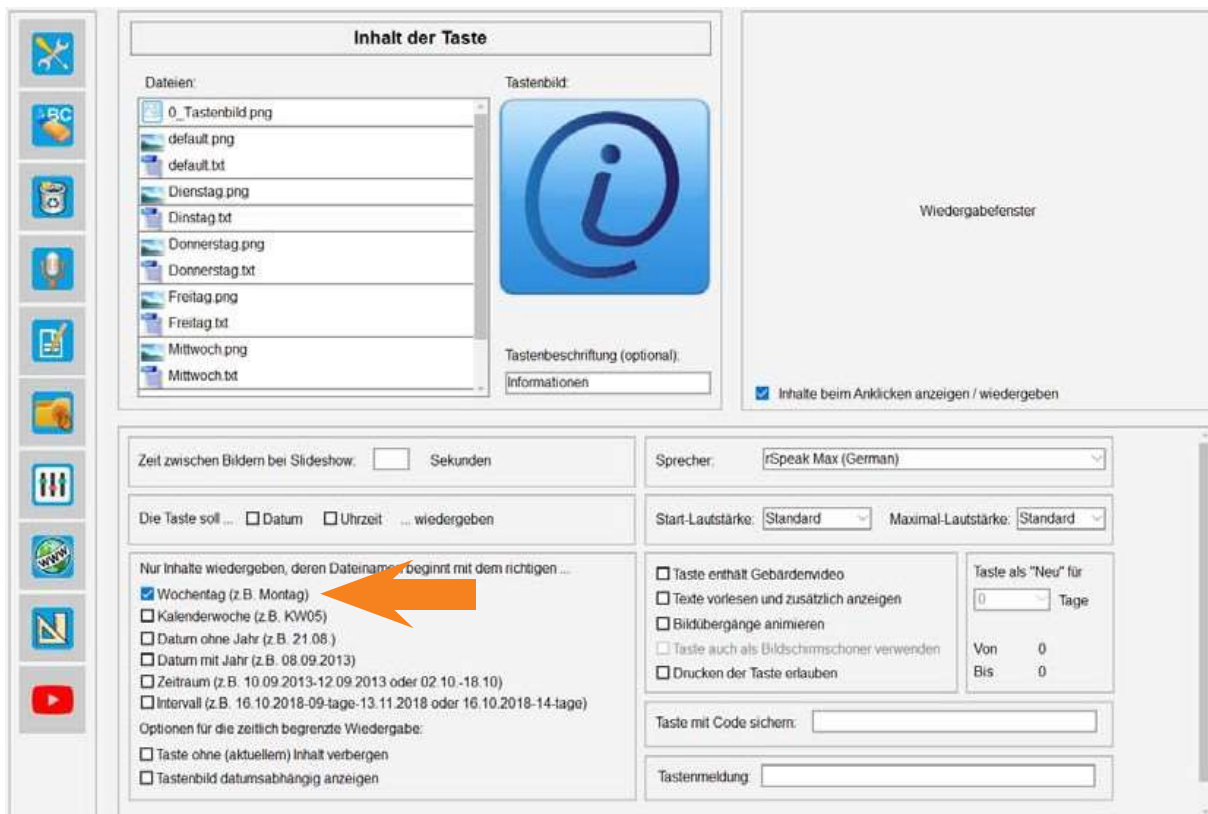 Inhalt der Taste
Dateien:
Tastenbild:
0_Tastenbild.png
default.png
default.txt
Dienstag.png
Dinstag.txt
Donnerstag.png
Donnerstag.txt
Freitag.png
Freitag.txt
Mittwoch.png
Mittwoch.txt
Tastenbeschriftung (optional):
Informationen
Wiedergabefenster
Inhalte beim Anklicken anzeigen / wiedergeben
ABC
WWW
Zeit zwischen Bildern bei Slideshow: Sekunden
Die Taste soll ... Datum Uhrzeit ... wiedergeben
Nur Inhalte wiedergeben, deren Dateinamen beginnt mit dem richtigen ...
Wochentag (z.B. Montag)
Kalenderwoche (z.B. KW05)
Datum ohne Jahr (z.B. 21.08.)
Datum mit Jahr (z.B. 08.09.2013)
Zeitraum (z.B. 10.09.2013-12.09.2013 oder 02.10.-18.10)
Intervall (z.B. 16.10.2018-09-tage-13.11.2018 oder 16.10.2018-14-tage)
Optionen für die zeitlich begrenzte Wiedergabe:
Taste ohne (aktuellem) Inhalt verbergen
Tastenbild datumsabhängig anzeigen
Sprecher: rSpeak Max (German)
Start-Lautstärke: Standard Maximal-Lautstärke: Standard
Taste enthält Gebärdenvideo
Texte vorlesen und zusätzlich anzeigen
Bildübergänge animieren
Taste auch als Bildschirmschoner verwenden
Drucken der Taste erlauben
Taste als "Neu" für
0 Tage
Von 0
Bis 0
Taste mit Code sichern:
Tastenmeldung: